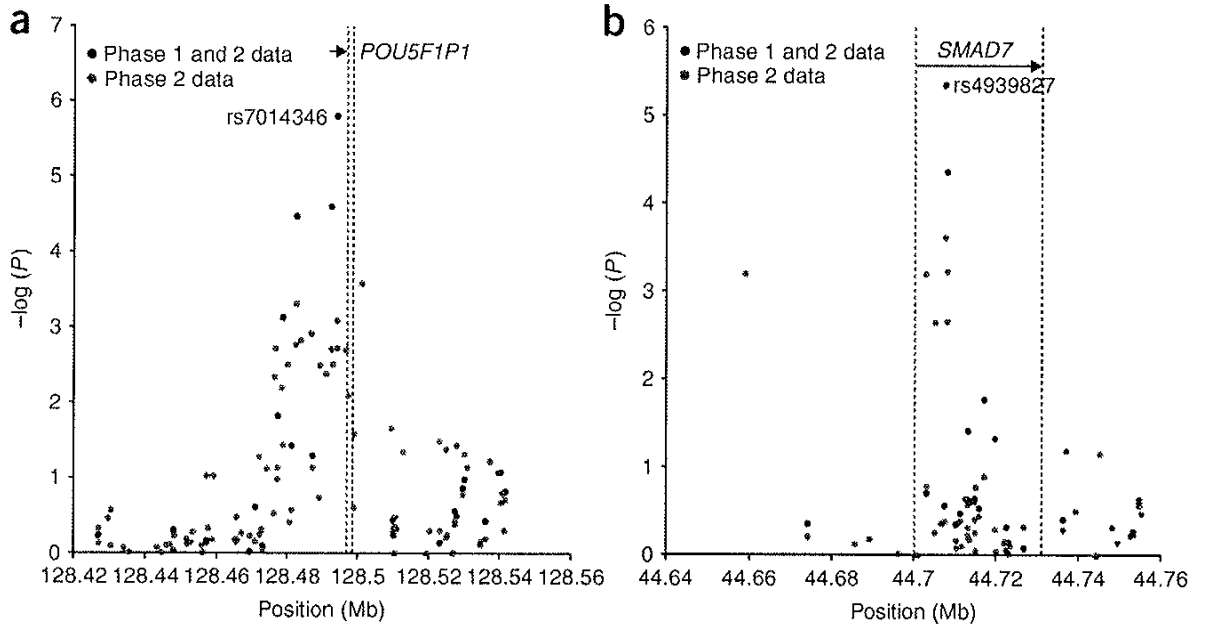 a
7
6
5
4
3
2
1
0
–log (P)
Phase 1 and 2 data
Phase 2 data
POU5F1P1
rs7014346
128.42 128.44 128.46 128.48 128.5 128.52 128.54 128.56
Position (Mb)
b
6
5
4
3
2
1
0
–log (P)
Phase 1 and 2 data
Phase 2 data
SMAD7
rs4939827
44.64 44.66 44.68 44.7 44.72 44.74 44.76
Position (Mb)